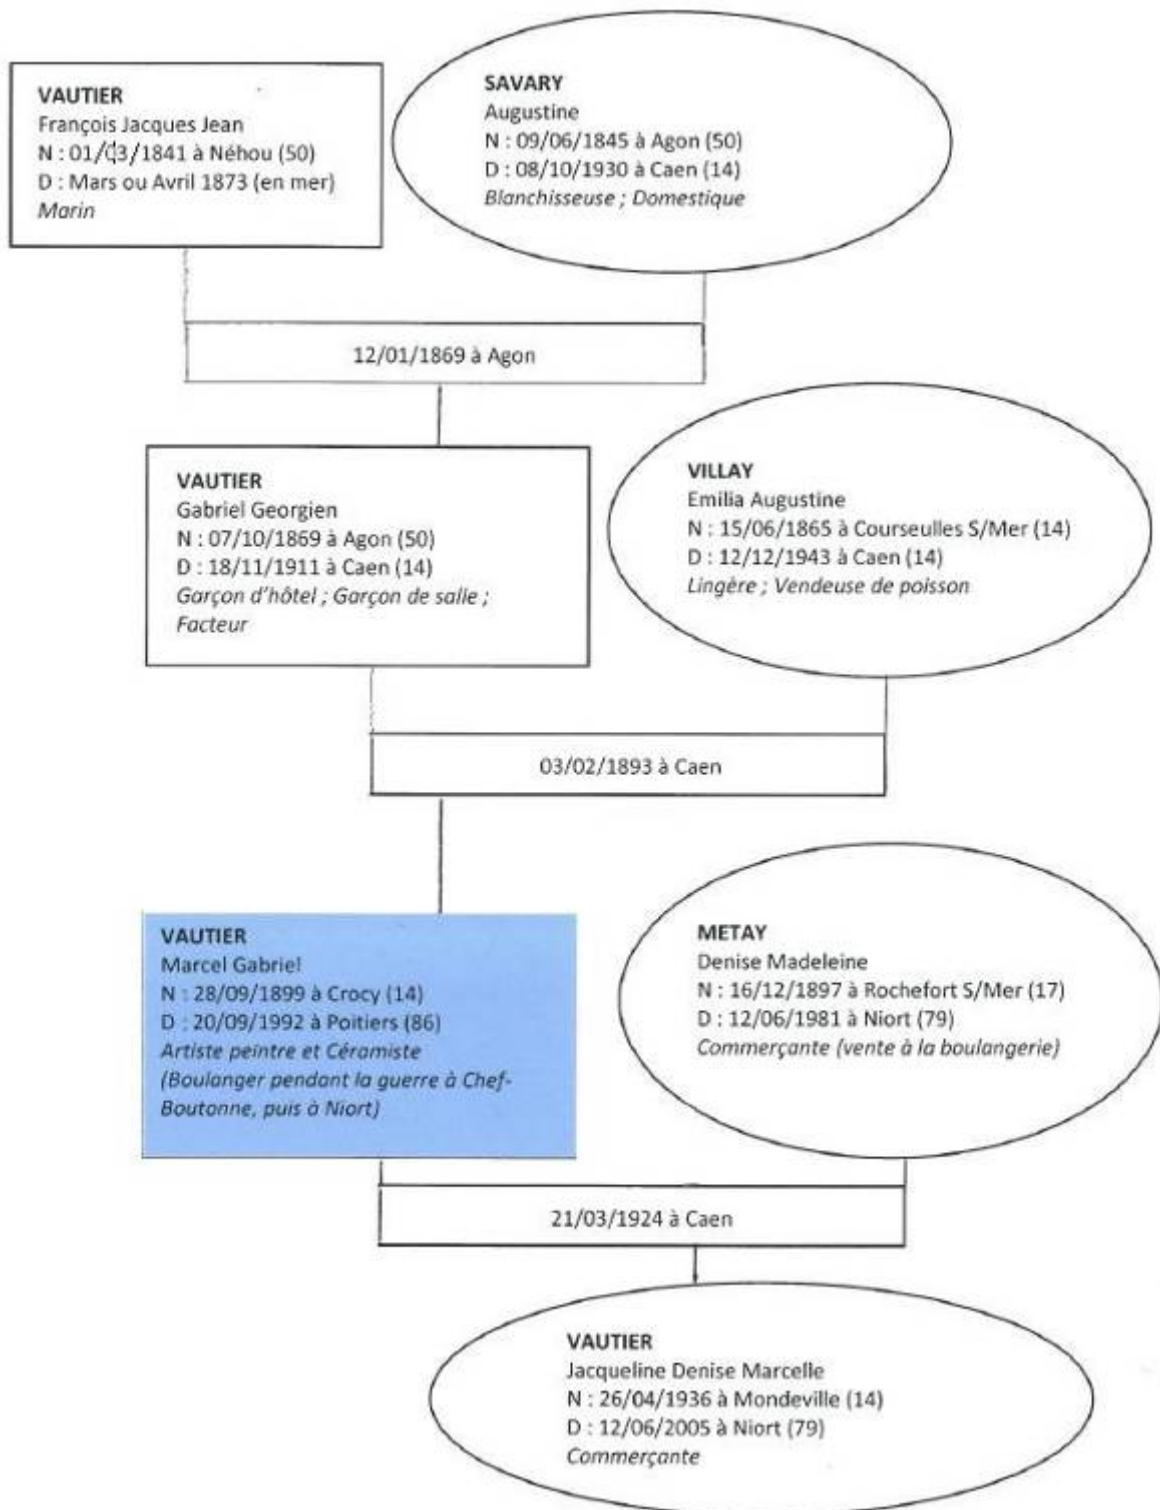 VAUTIER
François Jacques Jean
N : 01/03/1841 à Néhou (50)
D : Mars ou Avril 1873 (en mer)
Marin
SAVARY
Augustine
N : 09/06/1845 à Agon (50)
D : 08/10/1930 à Caen (14)
Blanchisseuse ; Domestique
12/01/1869 à Agon
VAUTIER
Gabriel Georgien
N : 07/10/1869 à Agon (50)
D : 18/11/1911 à Caen (14)
Garçon d'hôtel ; Garçon de salle ;
Facteur
VILLAY
Emilia Augustine
N : 15/06/1865 à Courseulles S/Mer (14)
D : 12/12/1943 à Caen (14)
Lingère ; Vendeuse de poisson
03/02/1893 à Caen
VAUTIER
Marcel Gabriel
N : 28/09/1899 à Crocy (14)
D : 20/09/1992 à Poitiers (86)
Artiste peintre et Céramiste
(Boulanger pendant la guerre à Chef-
Boutonne, puis à Niort)
METAY
Denise Madeleine
N : 16/12/1897 à Rochefort S/Mer (17)
D : 12/06/1981 à Niort (79)
Commerçante (vente à la boulangerie)
21/03/1924 à Caen
VAUTIER
Jacqueline Denise Marcelle
N : 26/04/1936 à Mondeville (14)
D : 12/06/2005 à Niort (79)
Commerçante